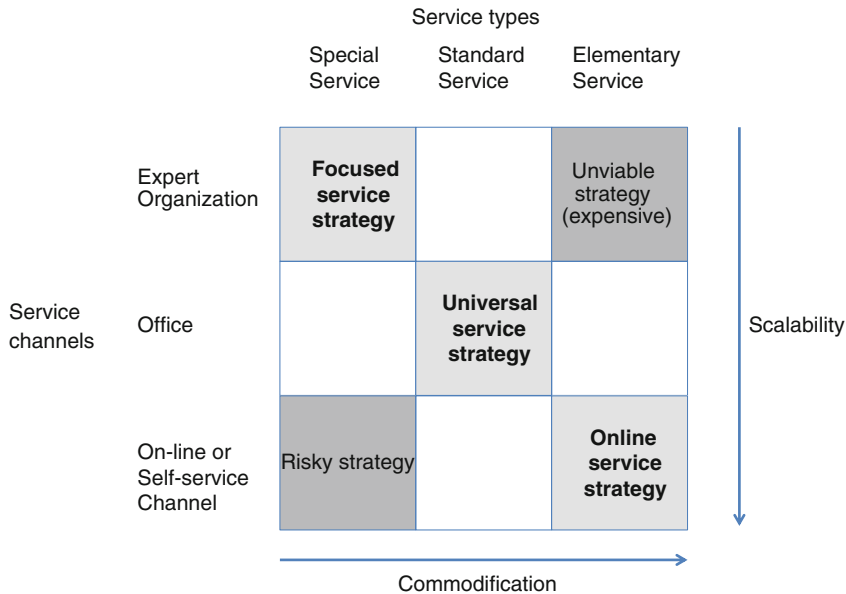 Service types
Special
Service
Standard
Service
Elementary
Service
Expert
Organization
Focused
service
strategy
Unviable
strategy
(expensive)
Service
channels
Office
Universal
service
strategy
Scalability
On-line or
Self-service
Channel
Risky strategy
Online
service
strategy
Commodification